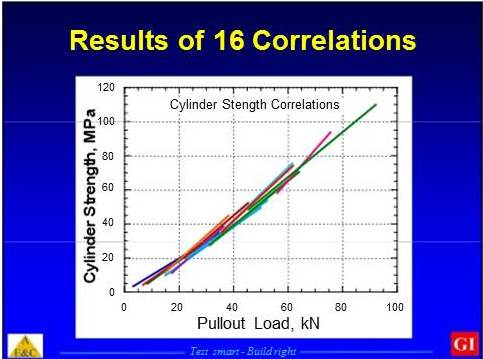 Results of 16 Correlations
Cylinder Stength Correlations
Cylinder Strength, MPa
120
100
80
60
40
20
0
0 20 40 60 80 100
Pullout Load, kN
A
E&C
Test smart - Build right
GI